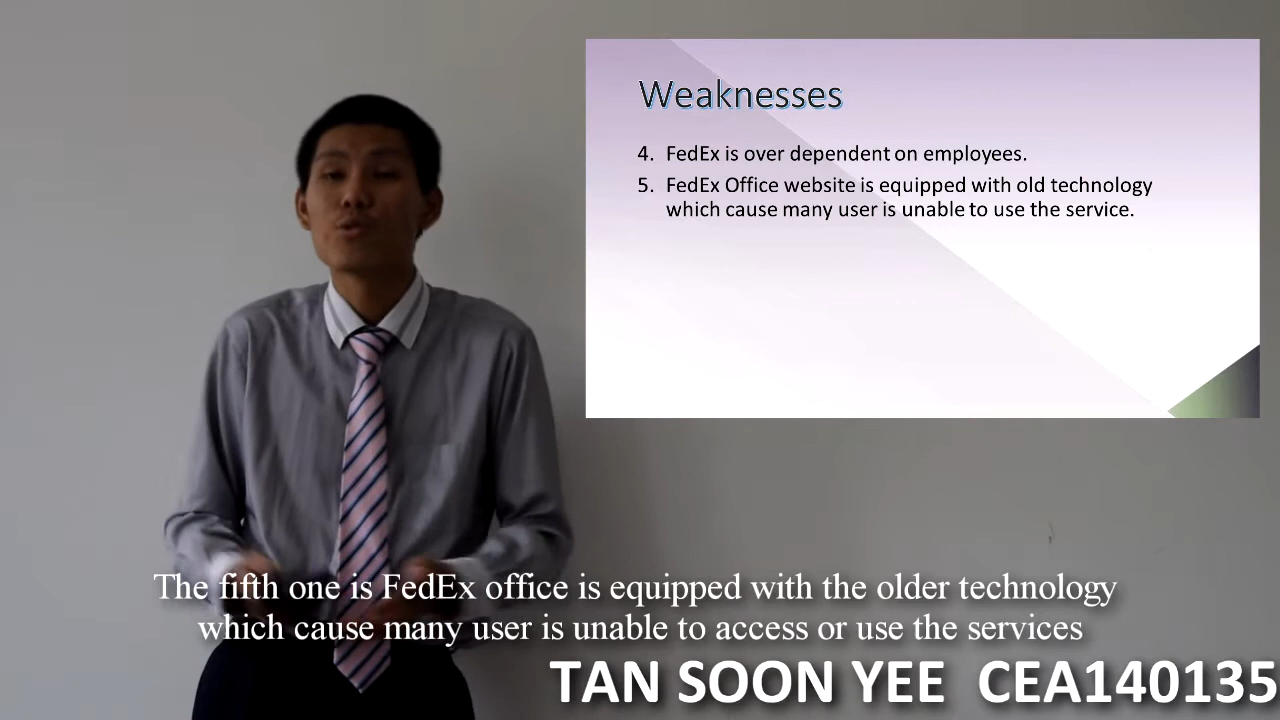 Weaknesses
4. FedEx is over dependent on employees.
5. FedEx Office website is equipped with old technology
which cause many user is unable to use the service.
The fifth one is FedEx office is equipped with the older technology
which cause many user is unable to access or use the services
TAN SOON YEE CEA140135